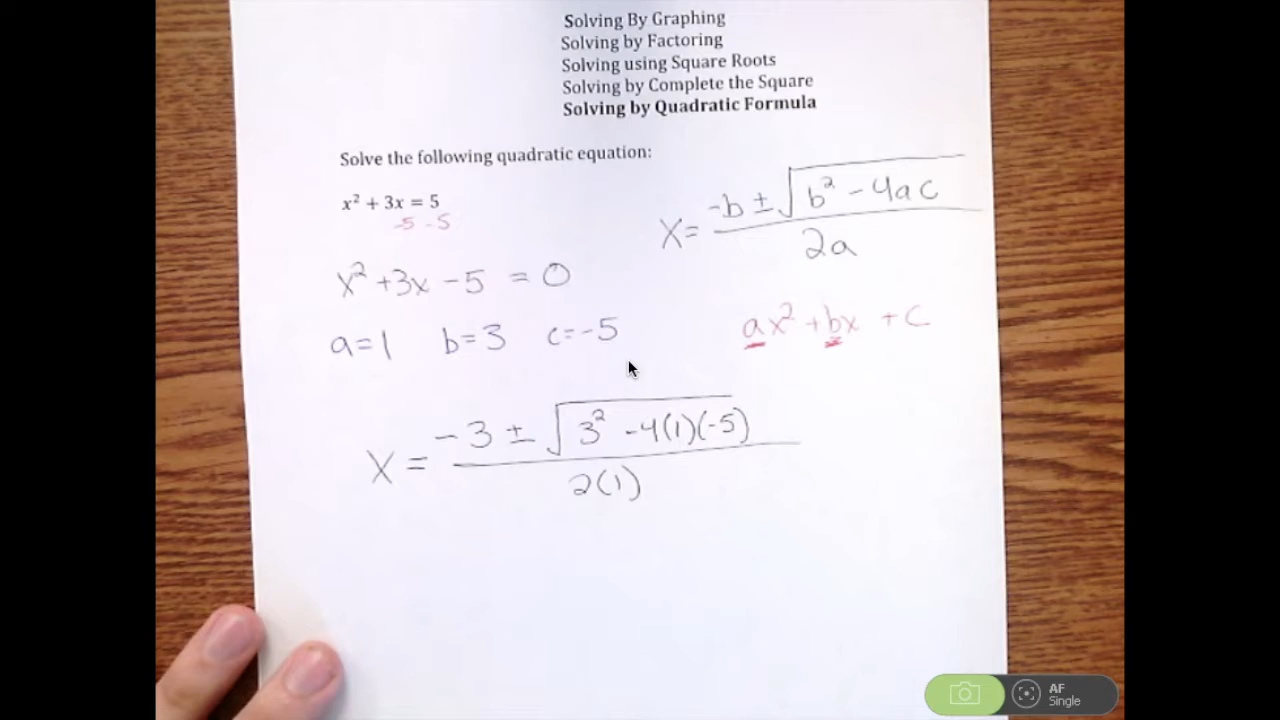 Solving By Graphing
Solving by Factoring
Solving using Square Roots
Solving by Complete the Square
Solving by Quadratic Formula
Solve the following quadratic equation:
x² + 3x = 5
-5 -5
x² +3x -5 = 0
a=1 b=3 c=-5
X= -b ± √(b² - 4ac) / 2a
ax² + bx + c
X = -3 ± √(3² -4(1)(-5)) / 2(1)
AF
Single